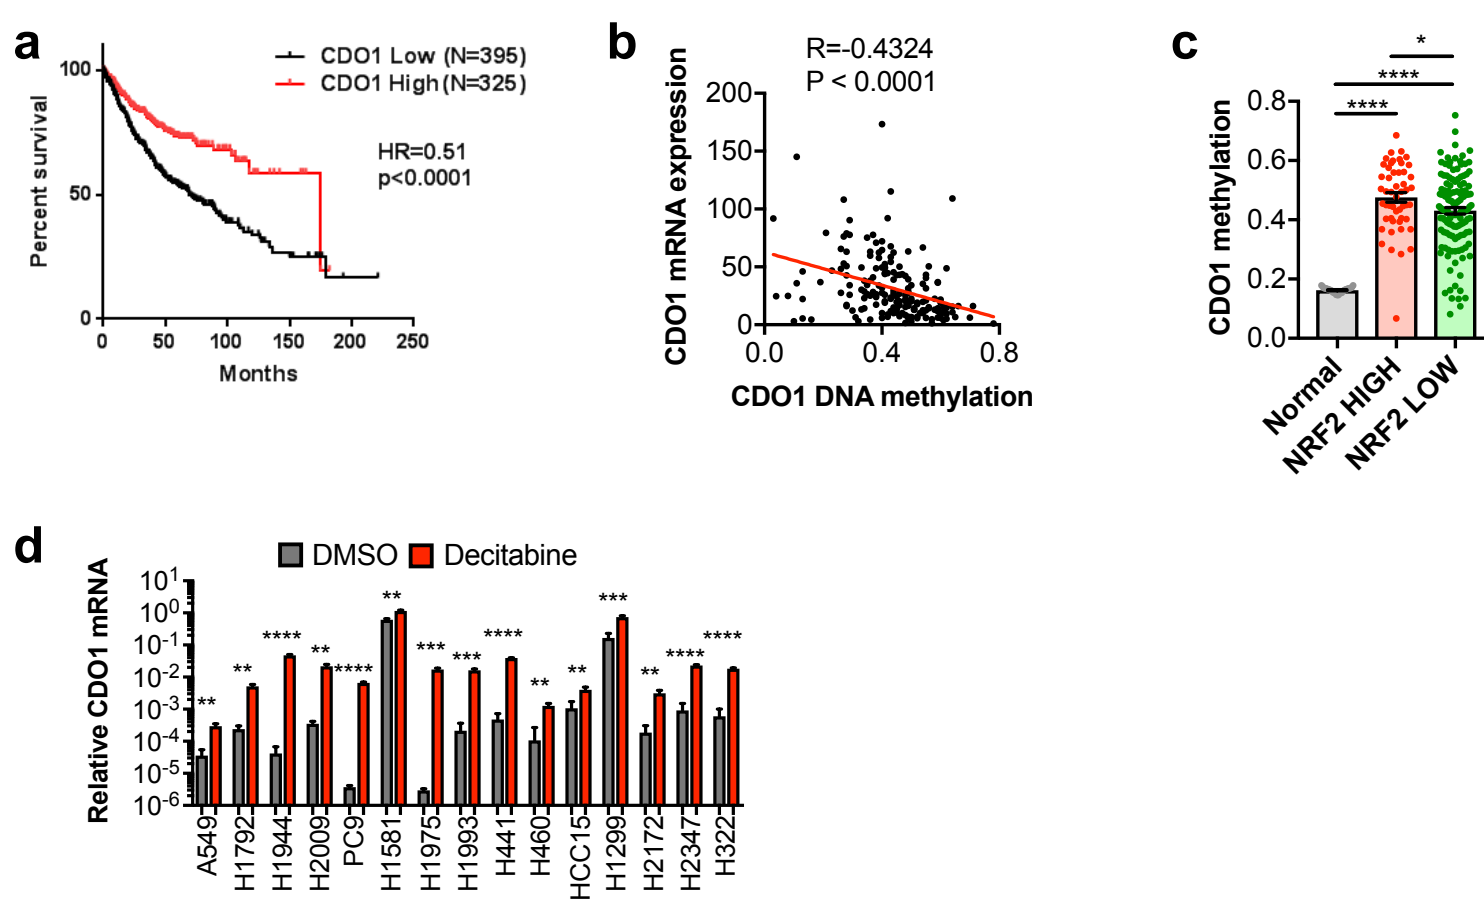 a
CDO1 Low (N=395)
CDO1 High (N=325)
HR=0.51
p<0.0001
Percent survival
100
50
0
0 50 100 150 200 250
Months
b
R=-0.4324
P < 0.0001
CDO1 mRNA expression
200
150
100
50
0
0.0 0.4 0.8
CDO1 DNA methylation
c
*
****
****
CDO1 methylation
0.8
0.6
0.4
0.2
0.0
Normal
NRF2 HIGH
NRF2 LOW
d
DMSO Decitabine
Relative CDO1 mRNA
10¹
10⁰
10⁻¹
10⁻²
10⁻³
10⁻⁴
10⁻⁵
10⁻⁶
** ** **** ** **** ** *** *** **** ** ** *** ** **** ****
A549
H1792
H1944
H2009
PC9
H1581
H1975
H1993
H441
H460
HCC15
H1299
H2172
H2347
H322